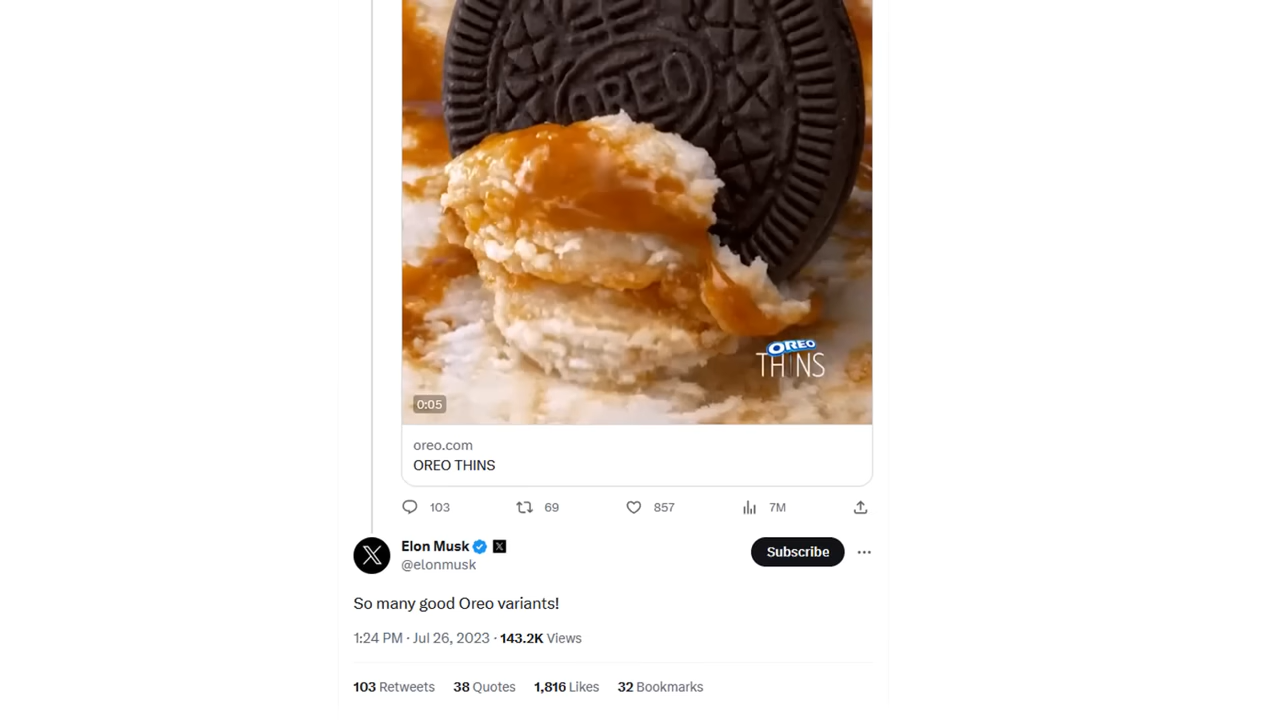 OREO
OREO
THINS
0:05
oreo.com
OREO THINS
103 69 857 7M
Elon Musk
@elonmusk
Subscribe
So many good Oreo variants!
1:24 PM · Jul 26, 2023 · 143.2K Views
103 Retweets 38 Quotes 1,816 Likes 32 Bookmarks